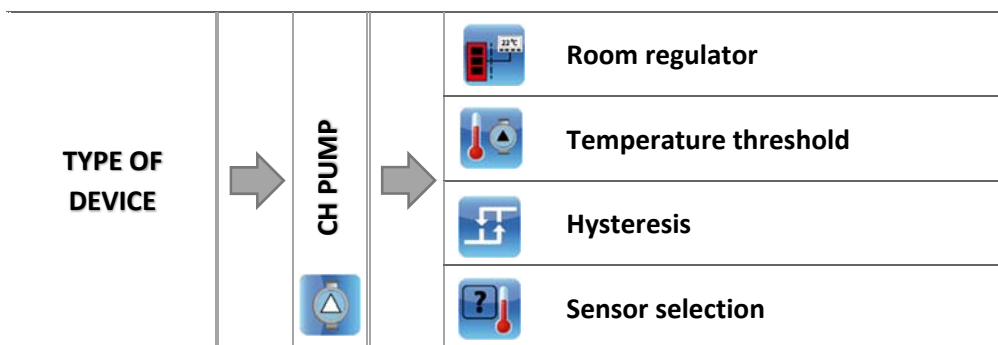 TYPE OF
DEVICE
CH PUMP
22°C
Room regulator
Temperature threshold
Hysteresis
?
Sensor selection